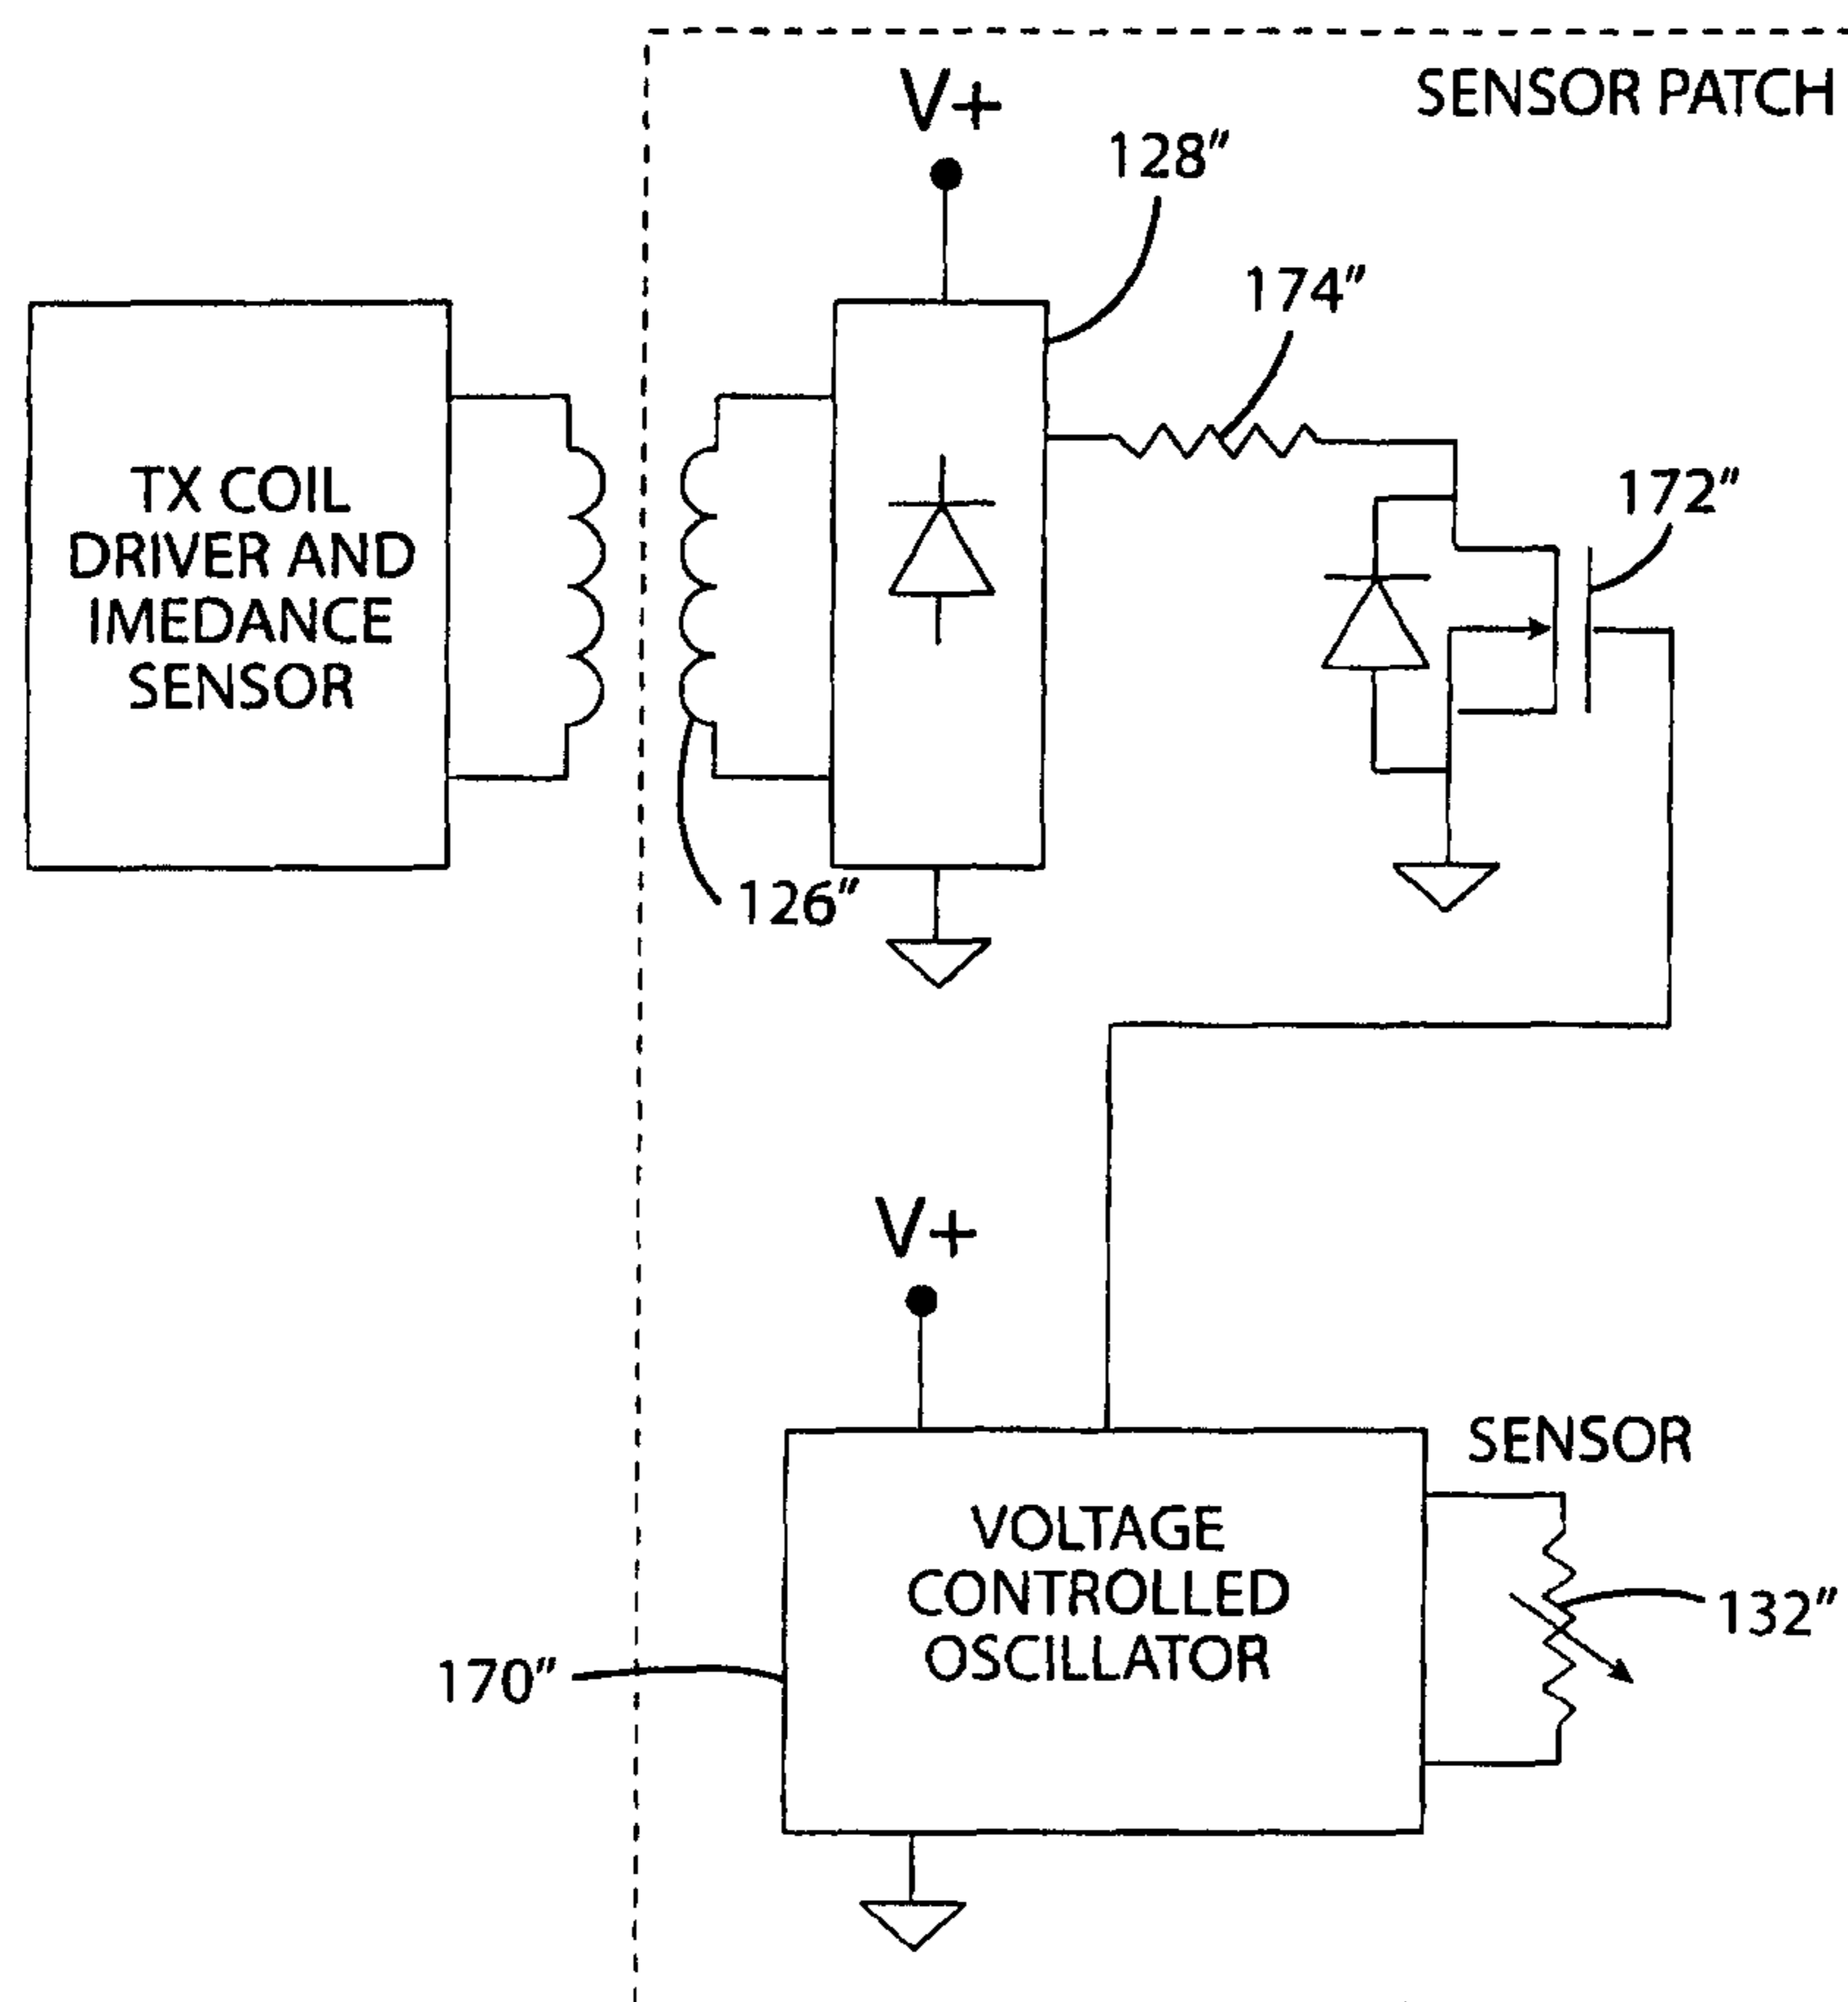 SENSOR PATCH
V+
128"
174"
172"
TX COIL
DRIVER AND
IMEDANCE
SENSOR
126"
V+
SENSOR
VOLTAGE
CONTROLLED
OSCILLATOR
132"
170"